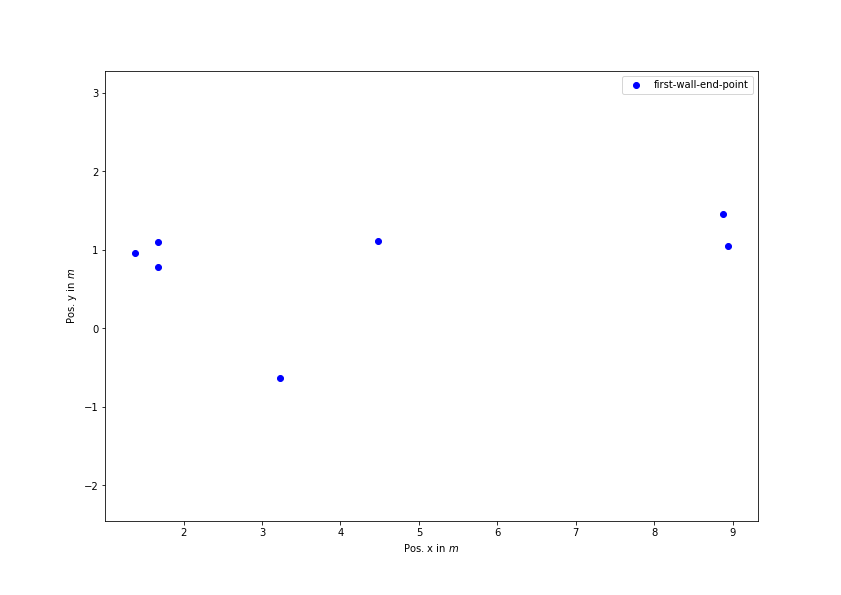 first-wall-end-point
3
2
1
0
−1
−2
Pos. y in m
2 3 4 5 6 7 8 9
Pos. x in m